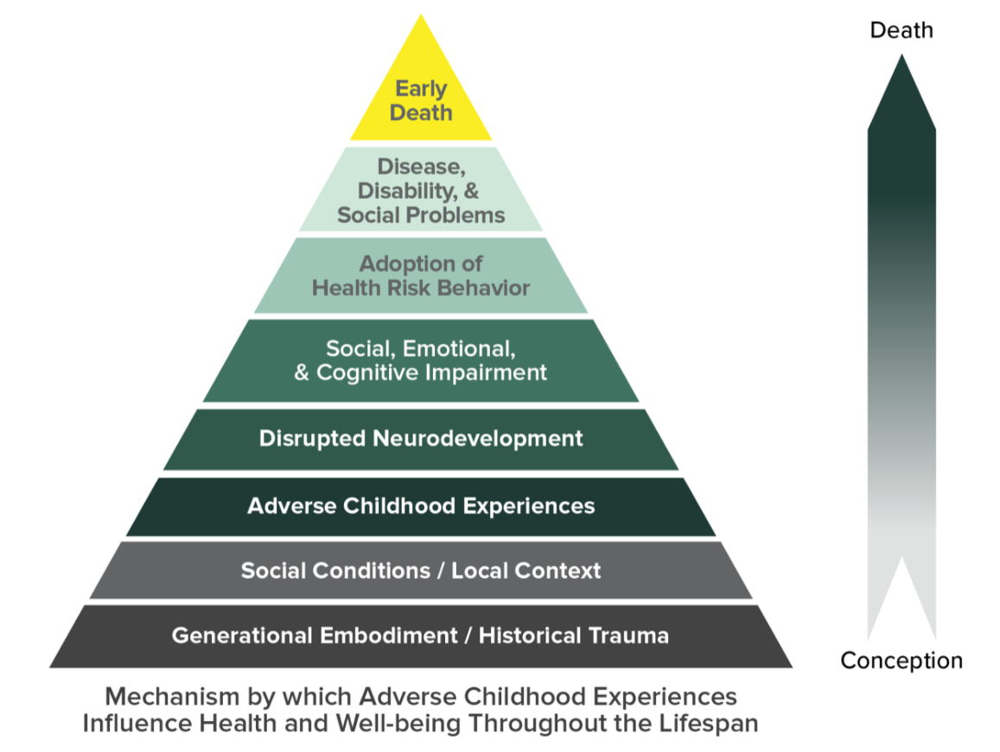 Death
Early
Death
Disease,
Disability, &
Social Problems
Adoption of
Health Risk Behavior
Social, Emotional,
& Cognitive Impairment
Disrupted Neurodevelopment
Adverse Childhood Experiences
Social Conditions / Local Context
Generational Embodiment / Historical Trauma
Conception
Mechanism by which Adverse Childhood Experiences
Influence Health and Well-being Throughout the Lifespan